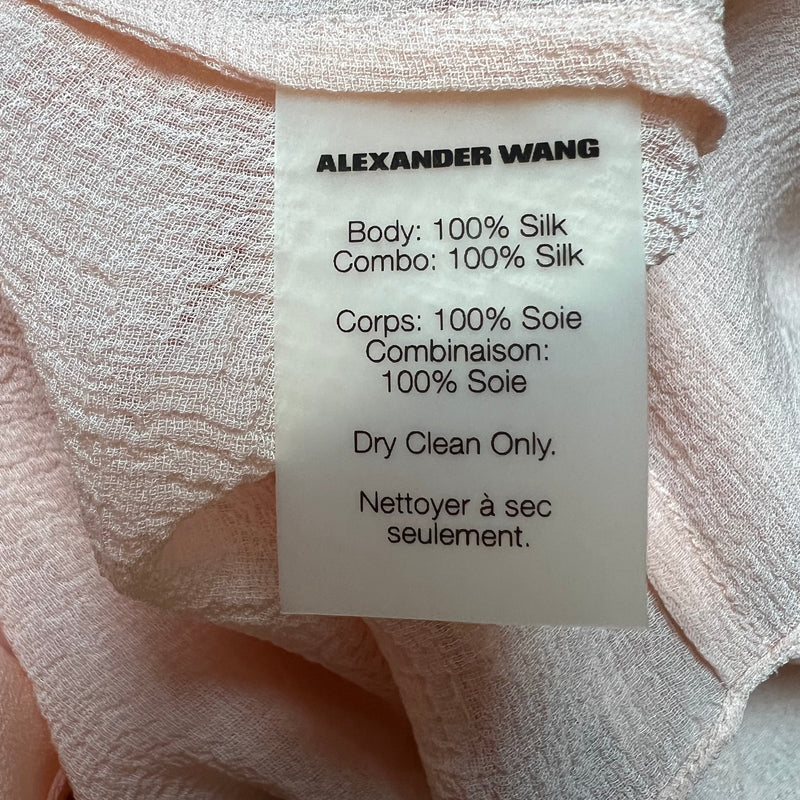 ALEXANDER WANG
Body: 100% Silk
Combo: 100% Silk
Corps: 100% Soie
Combinaison:
100% Soie
Dry Clean Only.
Nettoyer à sec
seulement.